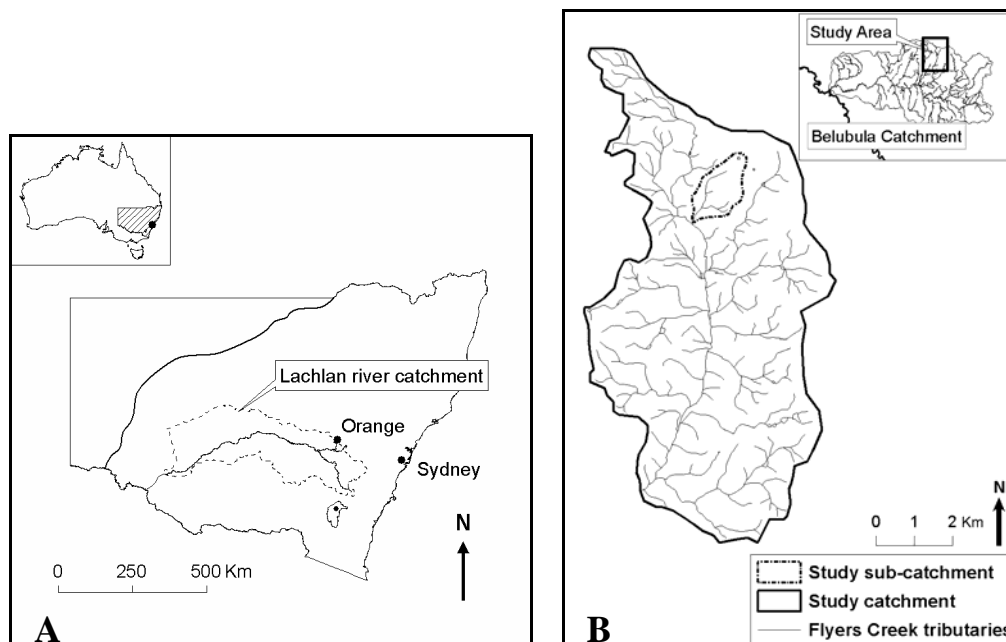 Lachlan river catchment
Orange
Sydney
N
0 250 500 Km
A
Study Area
Belubula Catchment
N
0 1 2 Km
Study sub-catchment
Study catchment
Flyers Creek tributaries
B